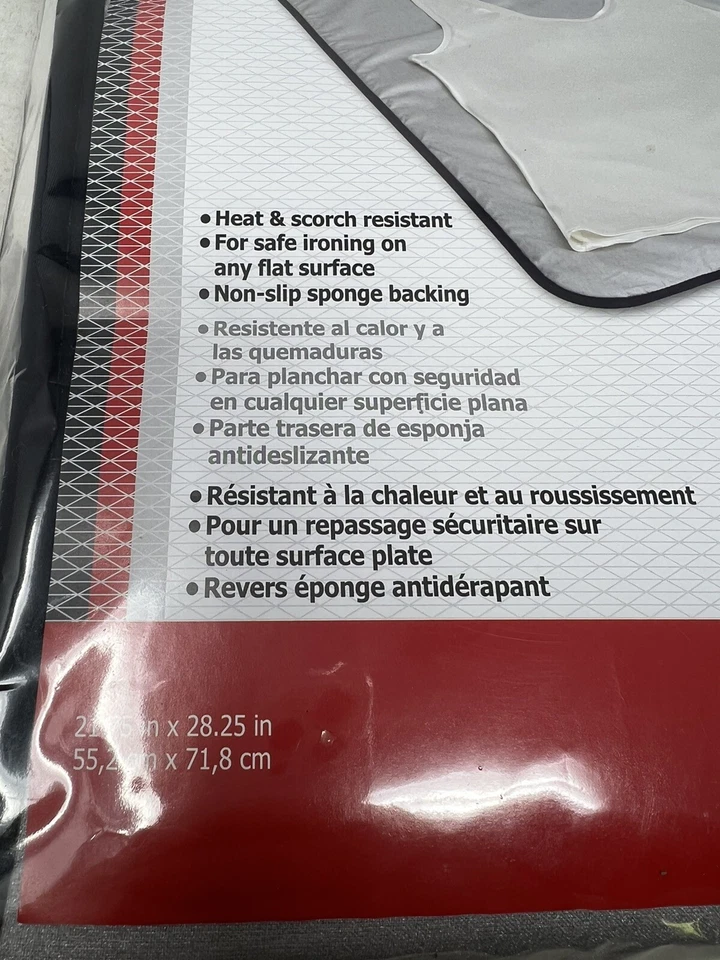 • Heat & scorch resistant
• For safe ironing on
any flat surface
• Non-slip sponge backing
• Resistente al calor y a
las quemaduras
• Para planchar con seguridad
en cualquier superficie plana
• Parte trasera de esponja
antideslizante
• Résistant à la chaleur et au roussissement
• Pour un repassage sécuritaire sur
toute surface plate
• Revers éponge antidérapant
in x 28.25 in
cm x 71,8 cm